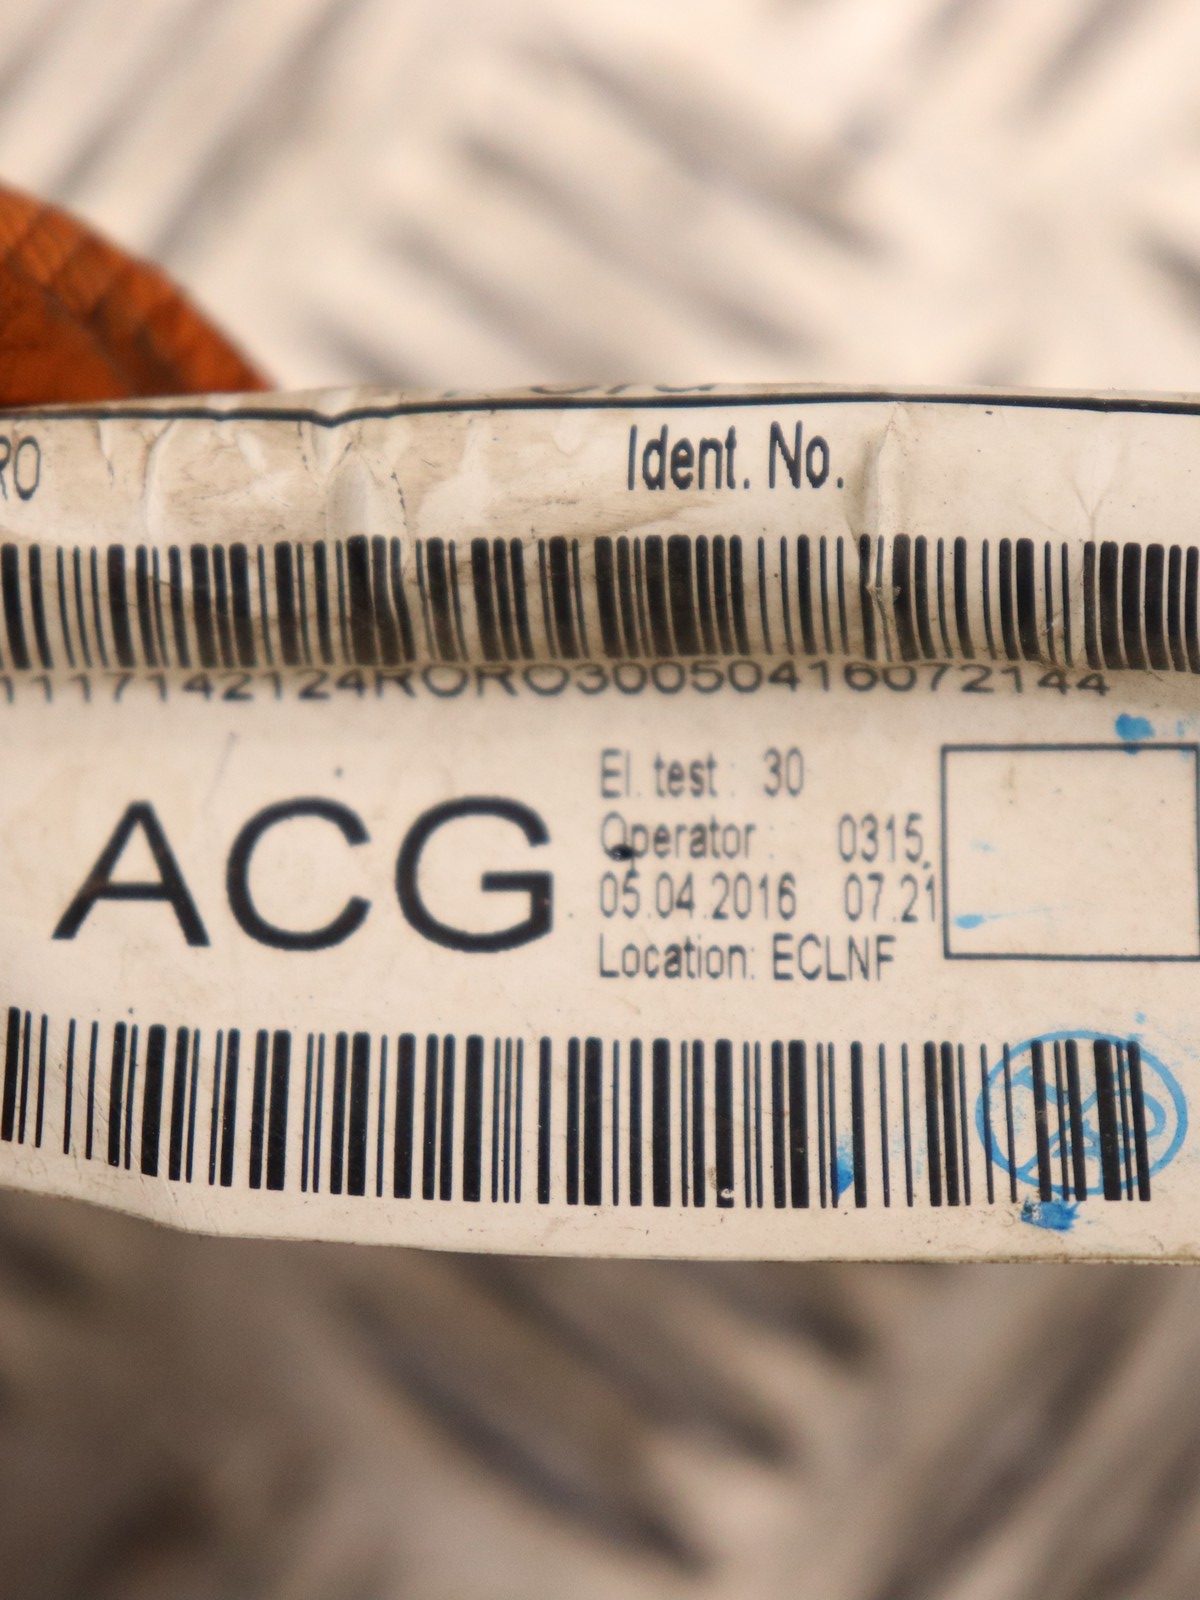 RO
Ident. No.
1117142124RORO30050416072144
ACG
El. test : 30
Operator : 0315
05.04.2016 07.21
Location: ECLNF